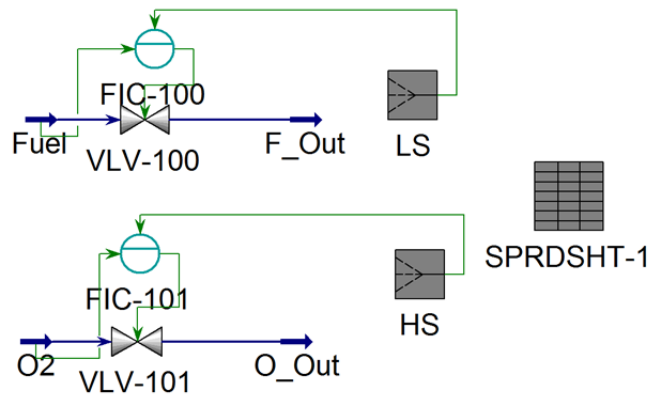 FIC-100
Fuel
VLV-100
F_Out
LS
SPRDSHT-1
FIC-101
O2
VLV-101
O_Out
HS